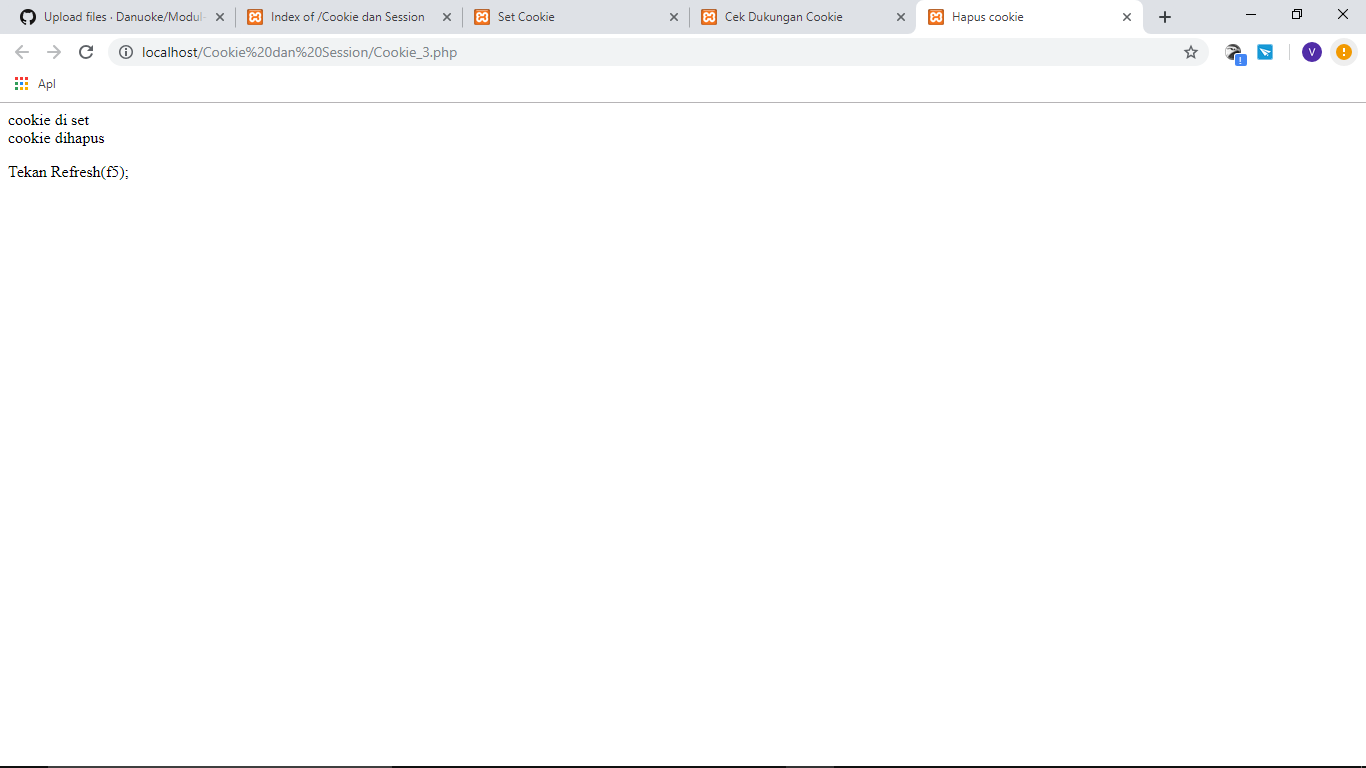 Upload files · Danuoke/Modul-
Index of /Cookie dan Session
Set Cookie
Cek Dukungan Cookie
Hapus cookie
localhost/Cookie%20dan%20Session/Cookie_3.php
V
Apl
cookie di set
cookie dihapus
Tekan Refresh(f5);